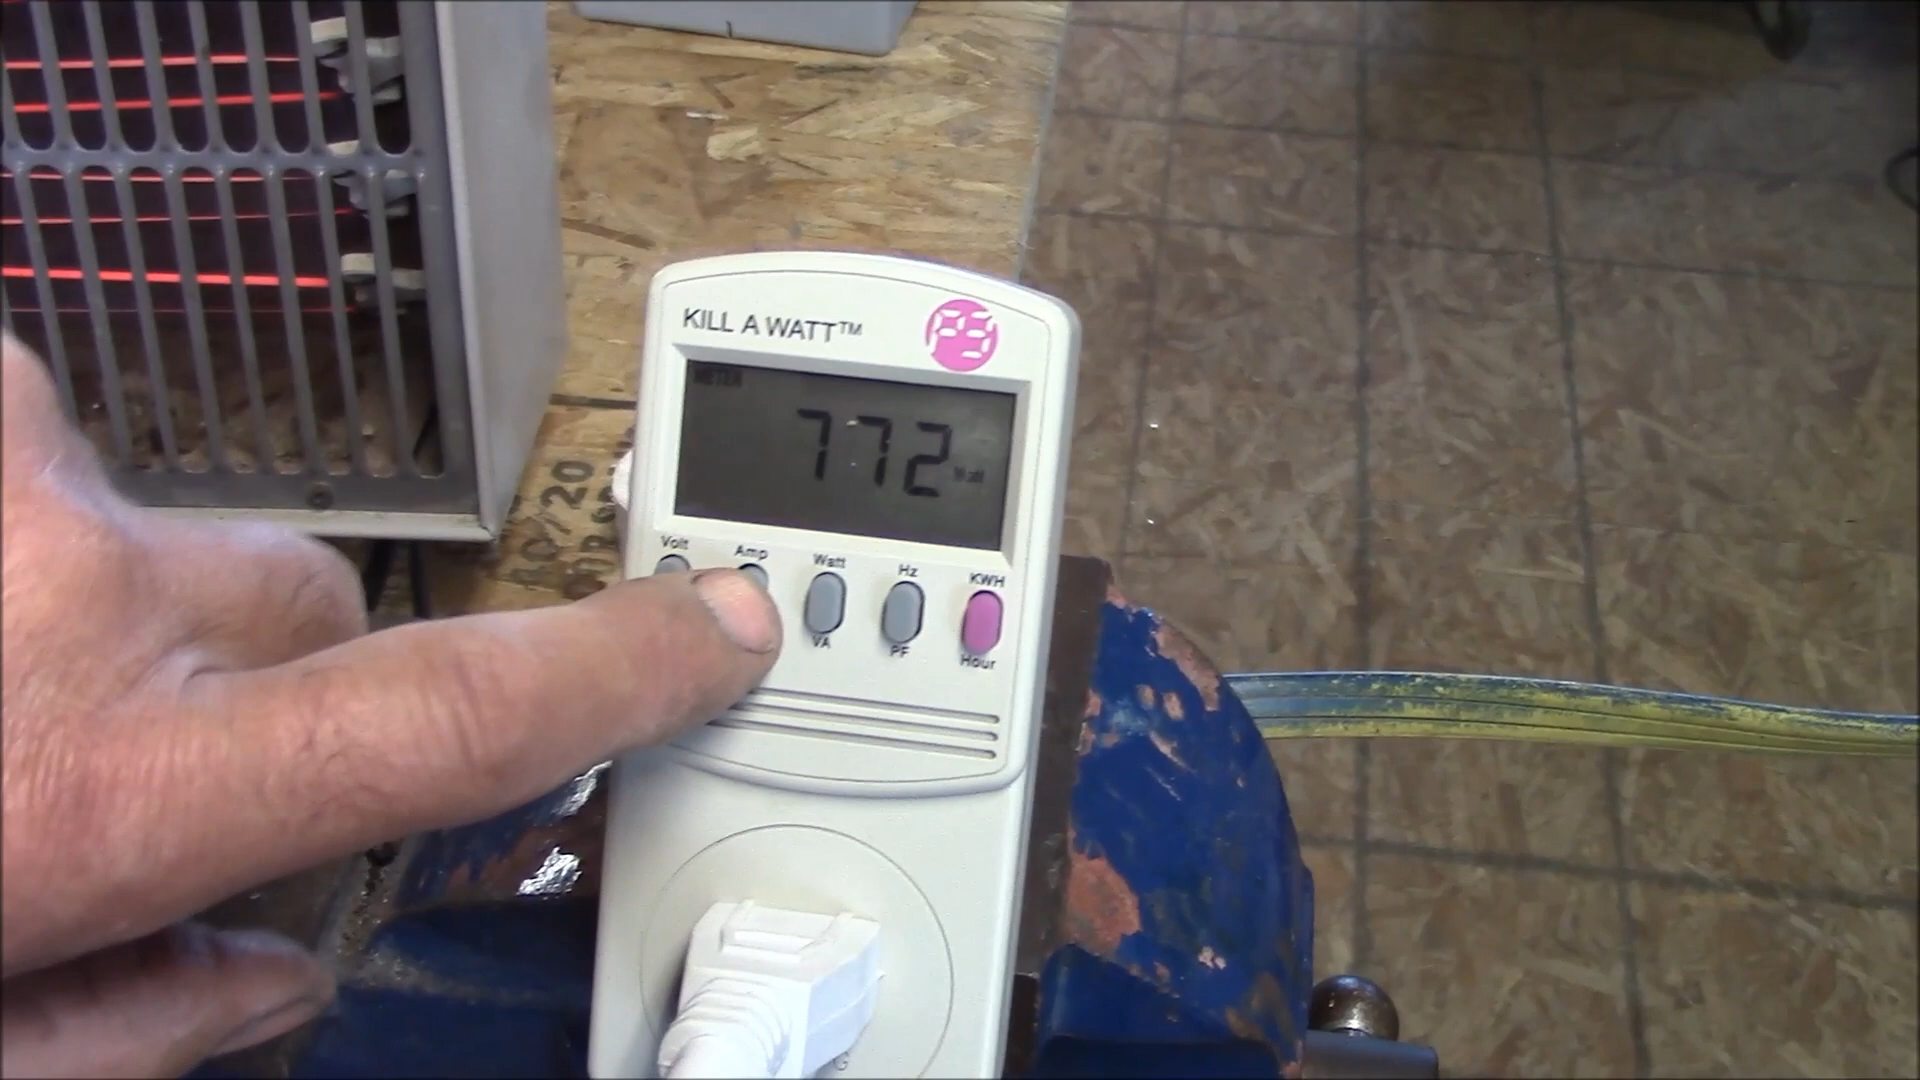 KILL A WATT™
P3
METER
772 Watt
Volt Amp Watt Hz KWH
VA PF Hour